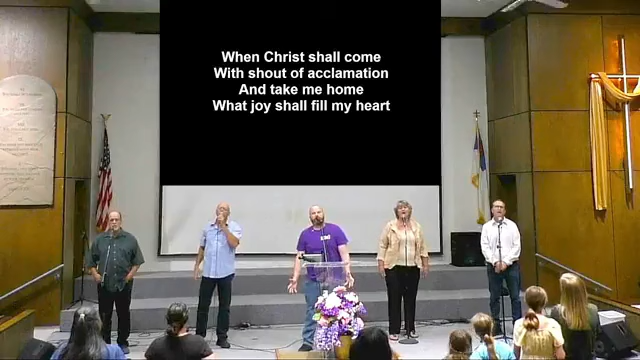 When Christ shall come
With shout of acclamation
And take me home
What joy shall fill my heart